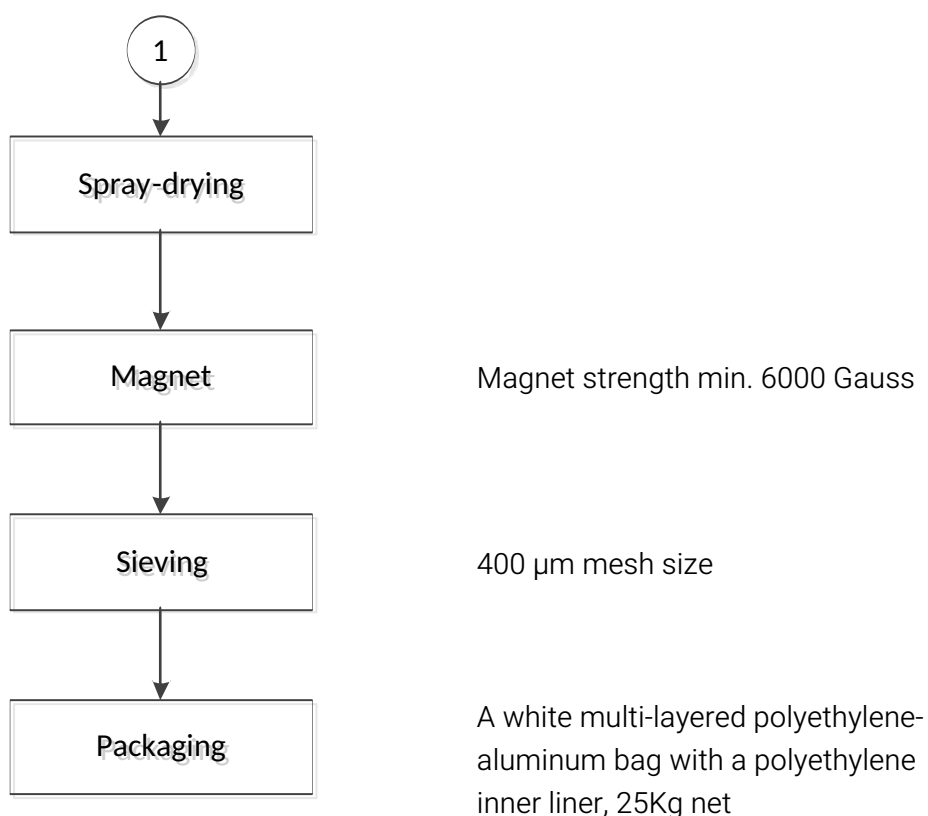 1
Spray-drying
Magnet
Magnet strength min. 6000 Gauss
Sieving
400 µm mesh size
Packaging
A white multi-layered polyethylene-
aluminum bag with a polyethylene
inner liner, 25Kg net